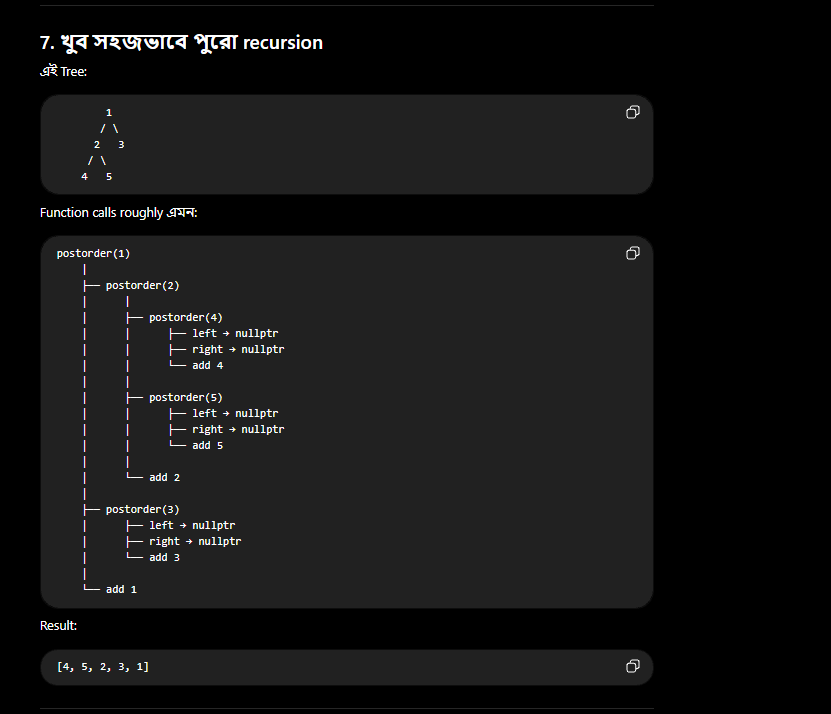 7. খুব সহজভাবে পুরো recursion
এই Tree:
        1
       / \
      2   3
     / \
    4   5
Function calls roughly এমন:
postorder(1)
    |
    ├── postorder(2)
    |      |
    |      ├── postorder(4)
    |      |      ├── left → nullptr
    |      |      ├── right → nullptr
    |      |      └── add 4
    |      |
    |      ├── postorder(5)
    |      |      ├── left → nullptr
    |      |      ├── right → nullptr
    |      |      └── add 5
    |      |
    |      └── add 2
    |
    ├── postorder(3)
    |      ├── left → nullptr
    |      ├── right → nullptr
    |      └── add 3
    |
    └── add 1
Result:
[4, 5, 2, 3, 1]